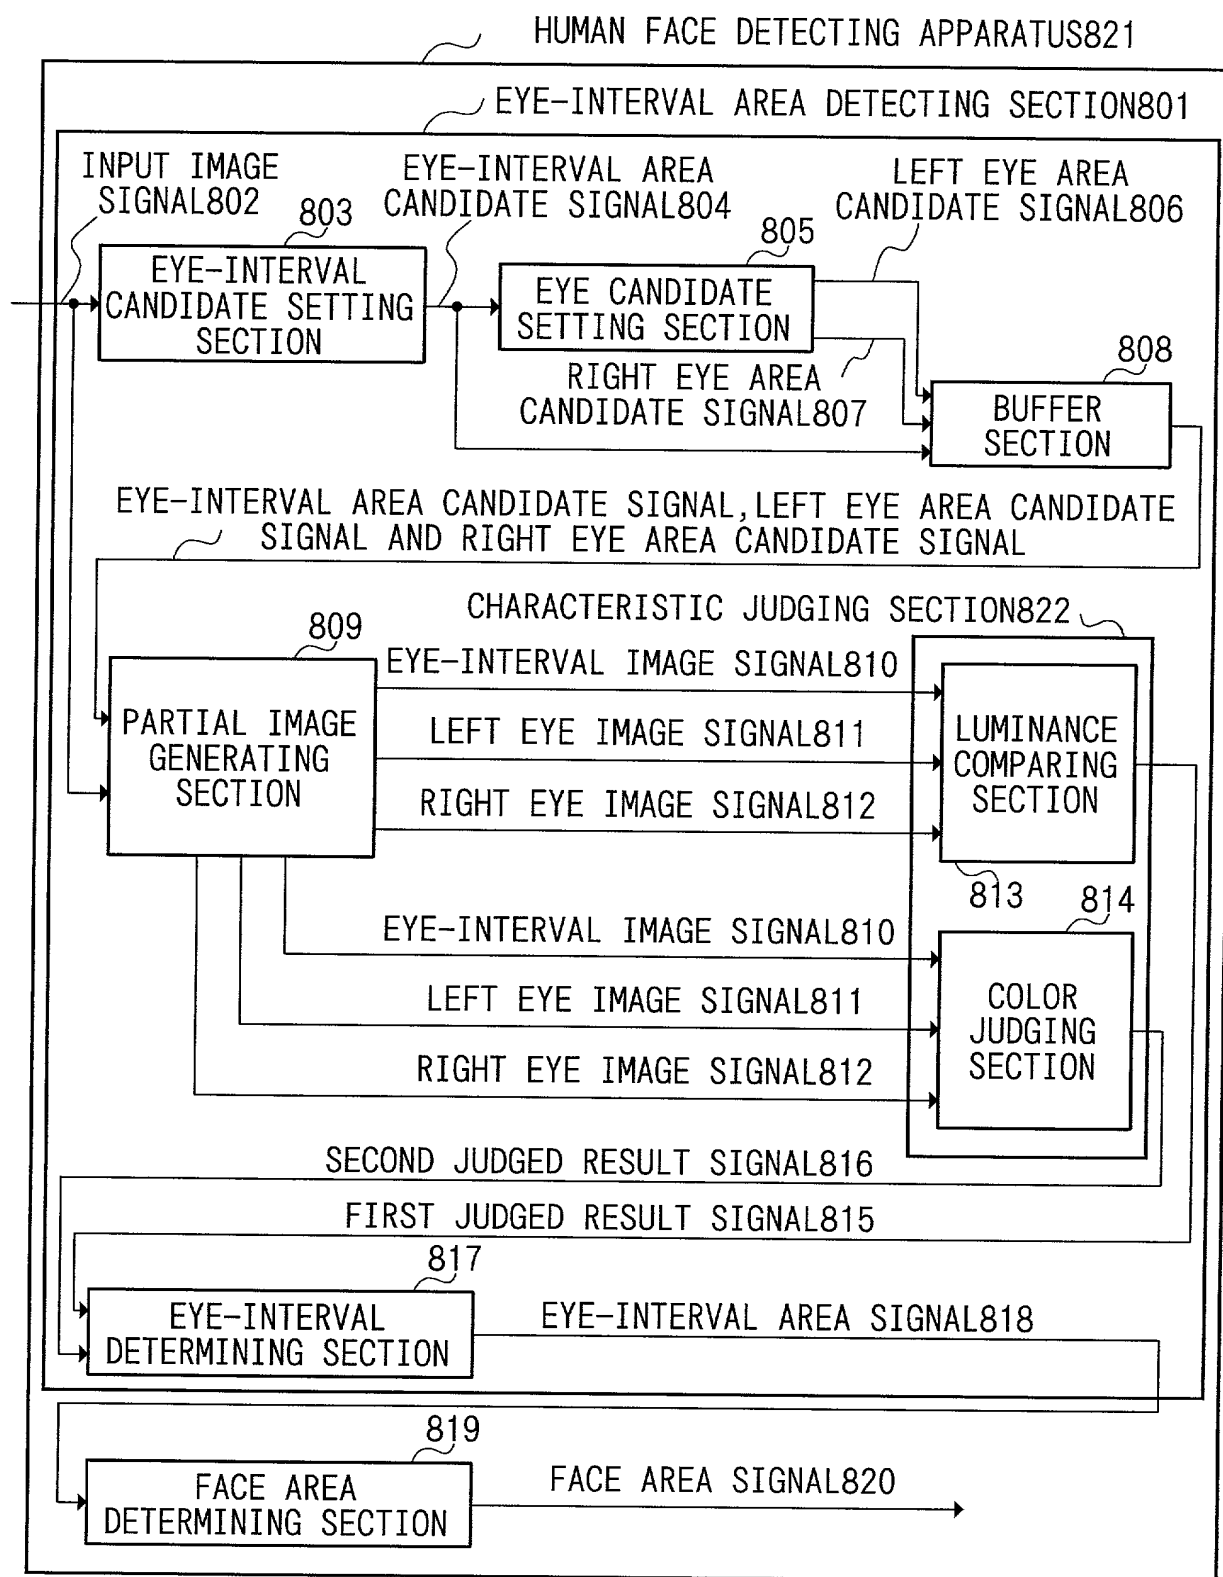 HUMAN FACE DETECTING APPARATUS821
EYE-INTERVAL AREA DETECTING SECTION801
INPUT IMAGE
SIGNAL802
EYE-INTERVAL AREA
CANDIDATE SIGNAL804
LEFT EYE AREA
CANDIDATE SIGNAL806
803
EYE-INTERVAL
CANDIDATE SETTING
SECTION
805
EYE CANDIDATE
SETTING SECTION
RIGHT EYE AREA
CANDIDATE SIGNAL807
808
BUFFER
SECTION
EYE-INTERVAL AREA CANDIDATE SIGNAL,LEFT EYE AREA CANDIDATE
SIGNAL AND RIGHT EYE AREA CANDIDATE SIGNAL
CHARACTERISTIC JUDGING SECTION822
809
PARTIAL IMAGE
GENERATING
SECTION
EYE-INTERVAL IMAGE SIGNAL810
LEFT EYE IMAGE SIGNAL811
RIGHT EYE IMAGE SIGNAL812
LUMINANCE
COMPARING
SECTION
813
814
EYE-INTERVAL IMAGE SIGNAL810
LEFT EYE IMAGE SIGNAL811
RIGHT EYE IMAGE SIGNAL812
COLOR
JUDGING
SECTION
SECOND JUDGED RESULT SIGNAL816
FIRST JUDGED RESULT SIGNAL815
817
EYE-INTERVAL
DETERMINING SECTION
EYE-INTERVAL AREA SIGNAL818
819
FACE AREA
DETERMINING SECTION
FACE AREA SIGNAL820